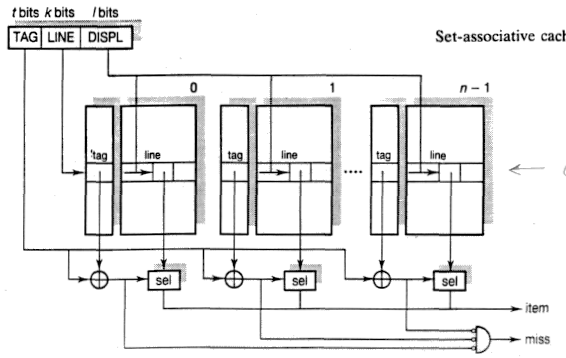 t bits k bits l bits
TAG LINE DISPL
Set-associative cach
0 1 n – 1
tag line tag line .... tag line
sel sel sel
item
miss